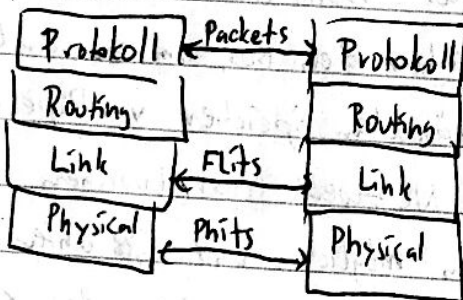 Protokoll Packets Protokoll
Routing Routing
Link Flits Link
Physical Phits Physical